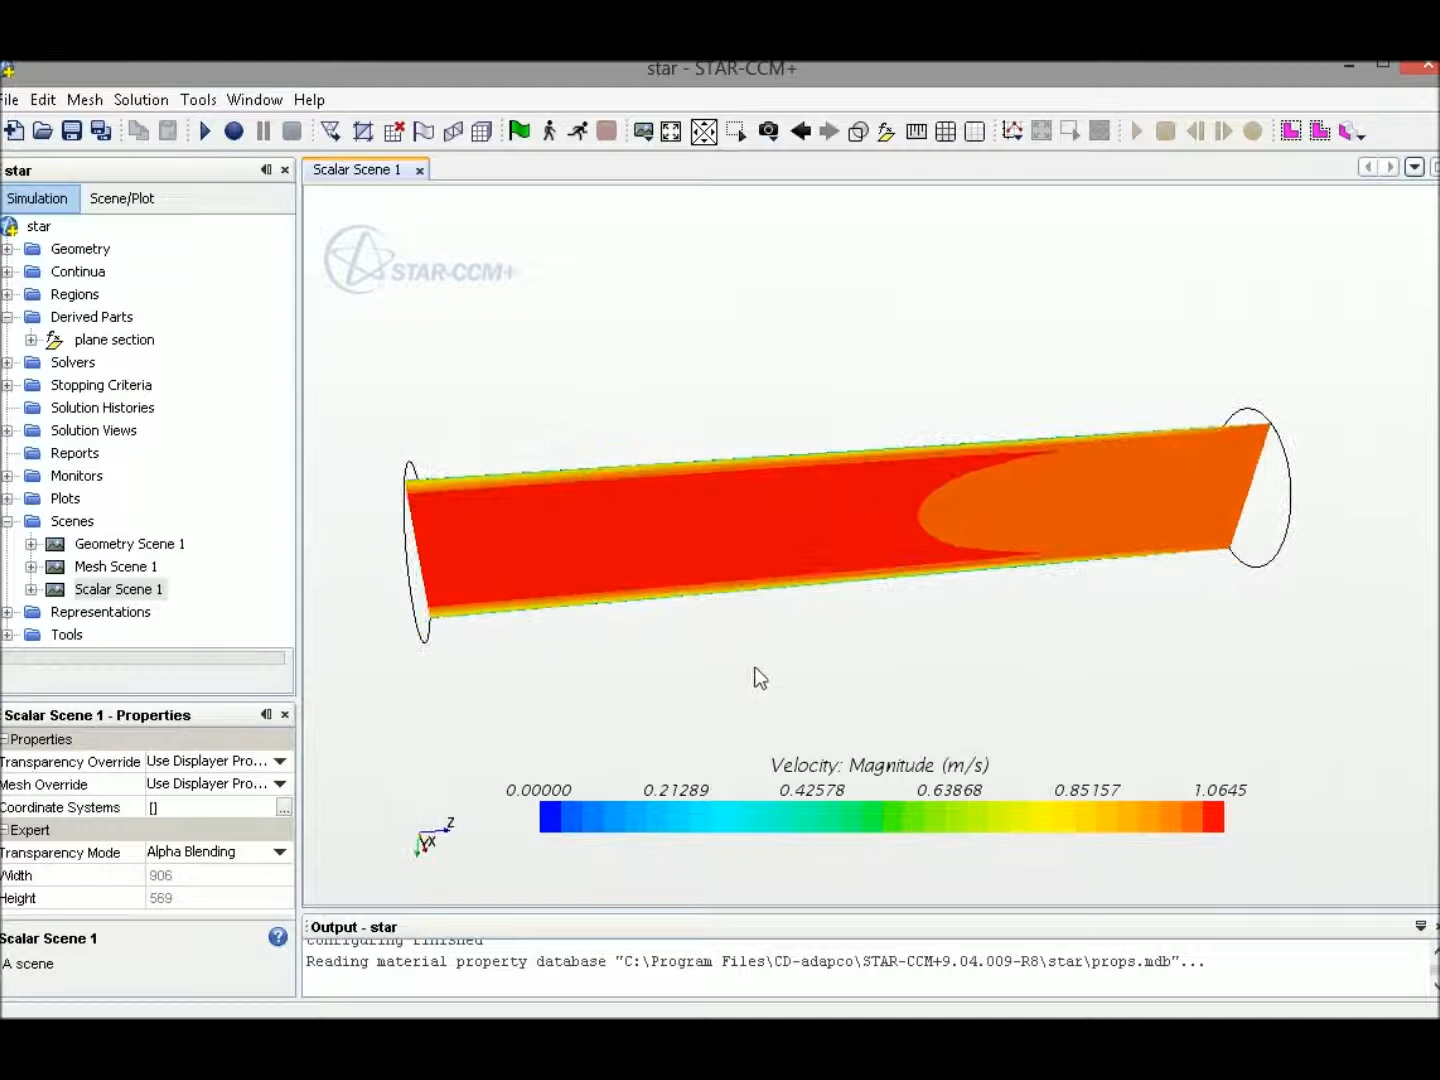 star - STAR-CCM+
ile Edit Mesh Solution Tools Window Help
star
Scalar Scene 1
Simulation Scene/Plot
star
Geometry
Continua
Regions
Derived Parts
plane section
Solvers
Stopping Criteria
Solution Histories
Solution Views
Reports
Monitors
Plots
Scenes
Geometry Scene 1
Mesh Scene 1
Scalar Scene 1
Representations
Tools
STAR-CCM+
Scalar Scene 1 - Properties
Properties
Transparency Override Use Displayer Pro...
Mesh Override Use Displayer Pro...
Coordinate Systems []
Expert
Transparency Mode Alpha Blending
Width 906
Height 569
Scalar Scene 1
A scene
Velocity: Magnitude (m/s)
0.00000 0.21289 0.42578 0.63868 0.85157 1.0645
Z
Y X
Output - star
Configuring finished
Reading material property database "C:\Program Files\CD-adapco\STAR-CCM+9.04.009-R8\star\props.mdb"...